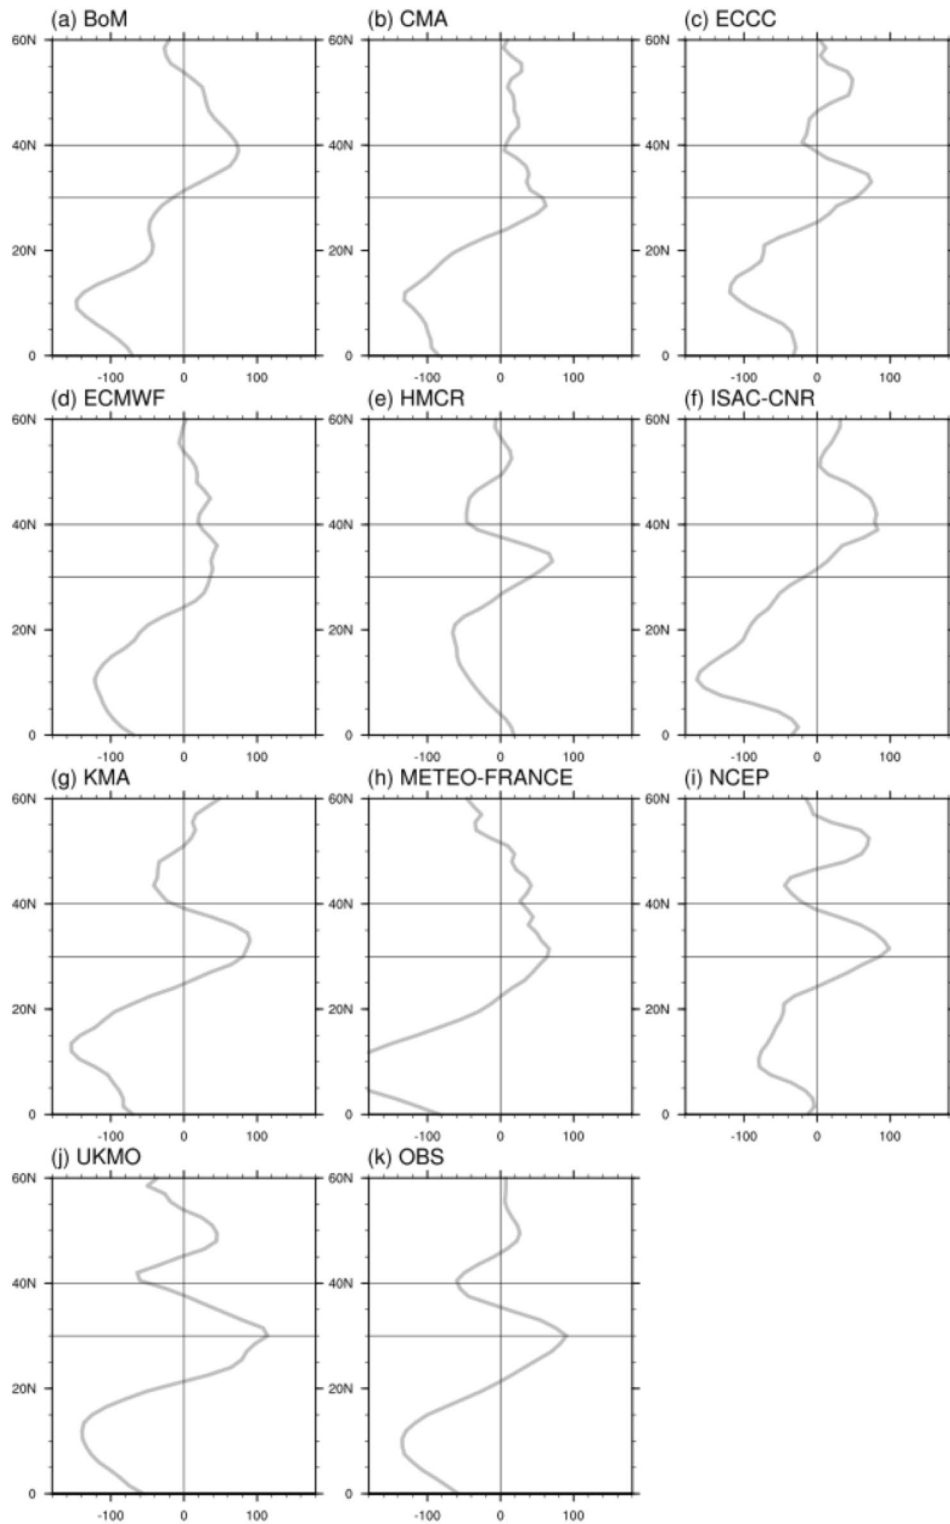 (a) BoM (b) CMA (c) ECCC
60N 60N 60N
40N 40N 40N
20N 20N 20N
0 0 0
-100 0 100 -100 0 100 -100 0 100
(d) ECMWF (e) HMCR (f) ISAC-CNR
60N 60N 60N
40N 40N 40N
20N 20N 20N
0 0 0
-100 0 100 -100 0 100 -100 0 100
(g) KMA (h) METEO-FRANCE (i) NCEP
60N 60N 60N
40N 40N 40N
20N 20N 20N
0 0 0
-100 0 100 -100 0 100 -100 0 100
(j) UKMO (k) OBS
60N 60N
40N 40N
20N 20N
0 0
-100 0 100 -100 0 100